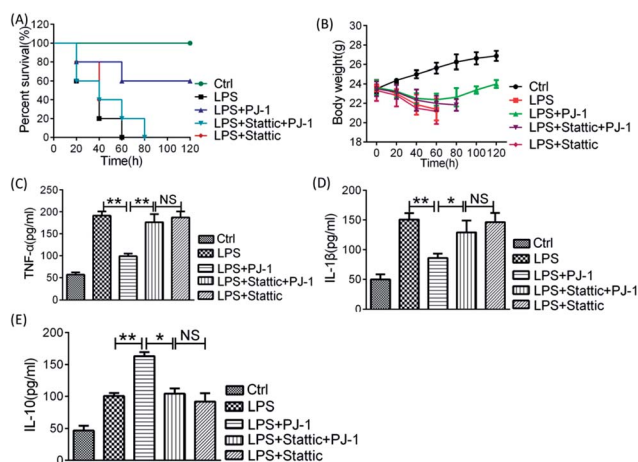 (A)
Percent survival(%)
100
80
60
40
20
0
0 20 40 60 80 100 120
Time(h)
Ctrl
LPS
LPS+PJ-1
LPS+Stattic+PJ-1
LPS+Stattic
(B)
Body weight(g)
28
26
24
22
20
18
0 20 40 60 80 100 120
Time(h)
Ctrl
LPS
LPS+PJ-1
LPS+Stattic+PJ-1
LPS+Stattic
(C)
TNF-α(pg/ml)
250
200
150
100
50
0
** ** NS
Ctrl
LPS
LPS+PJ-1
LPS+Stattic+PJ-1
LPS+Stattic
(D)
IL-1β(pg/ml)
200
150
100
50
0
** * NS
Ctrl
LPS
LPS+PJ-1
LPS+Stattic+PJ-1
LPS+Stattic
(E)
IL-10(pg/ml)
200
150
100
50
0
** * NS
Ctrl
LPS
LPS+PJ-1
LPS+Stattic+PJ-1
LPS+Stattic